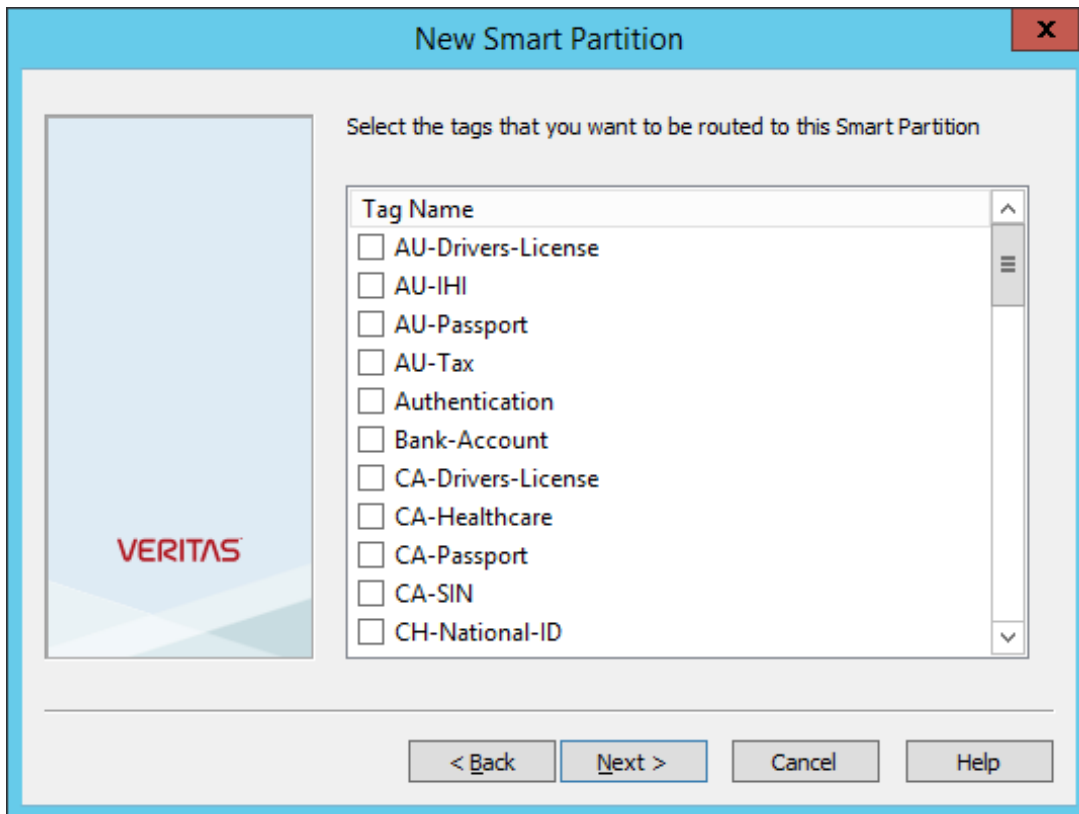 New Smart Partition
x
Select the tags that you want to be routed to this Smart Partition
Tag Name
AU-Drivers-License
AU-IHI
AU-Passport
AU-Tax
Authentication
Bank-Account
CA-Drivers-License
CA-Healthcare
CA-Passport
CA-SIN
CH-National-ID
VERITAS
< Back Next > Cancel Help